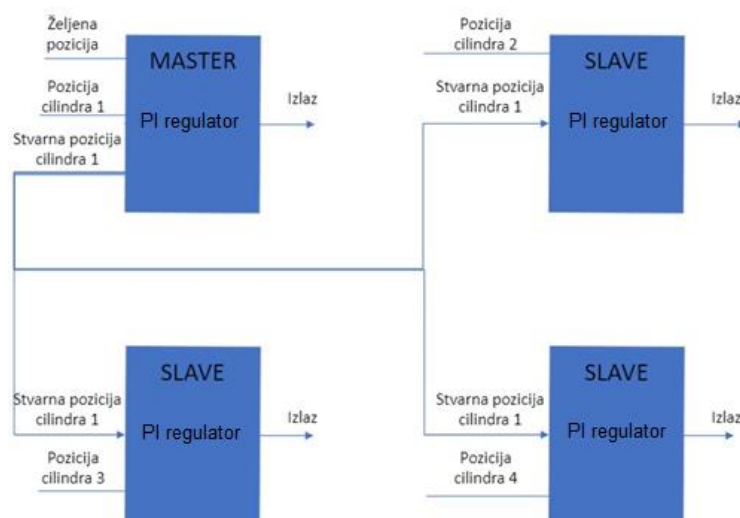 Željena
pozicija
MASTER
Pozicija
cilindra 1
Izlaz
PI regulator
Stvarna pozicija
cilindra 1
Pozicija
cilindra 2
SLAVE
Stvarna pozicija
cilindra 1
Izlaz
PI regulator
SLAVE
Stvarna pozicija
cilindra 1
Izlaz
PI regulator
Pozicija
cilindra 3
SLAVE
Stvarna pozicija
cilindra 1
Izlaz
PI regulator
Pozicija
cilindra 4